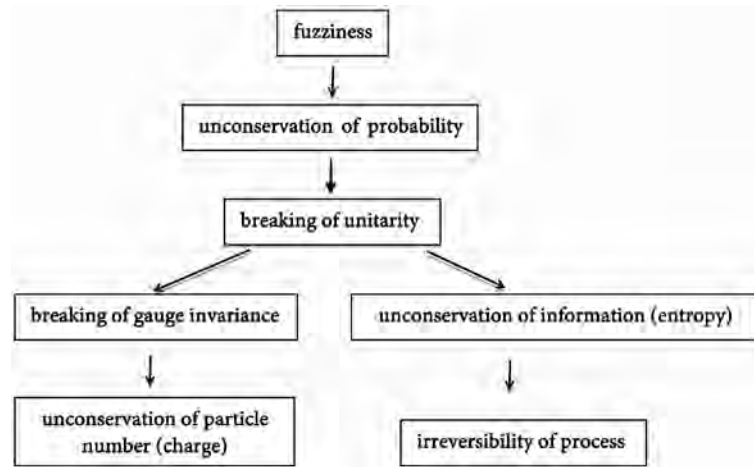 fuzziness
unconservation of probability
breaking of unitarity
breaking of gauge invariance
unconservation of information (entropy)
unconservation of particle
number (charge)
irreversibility of process